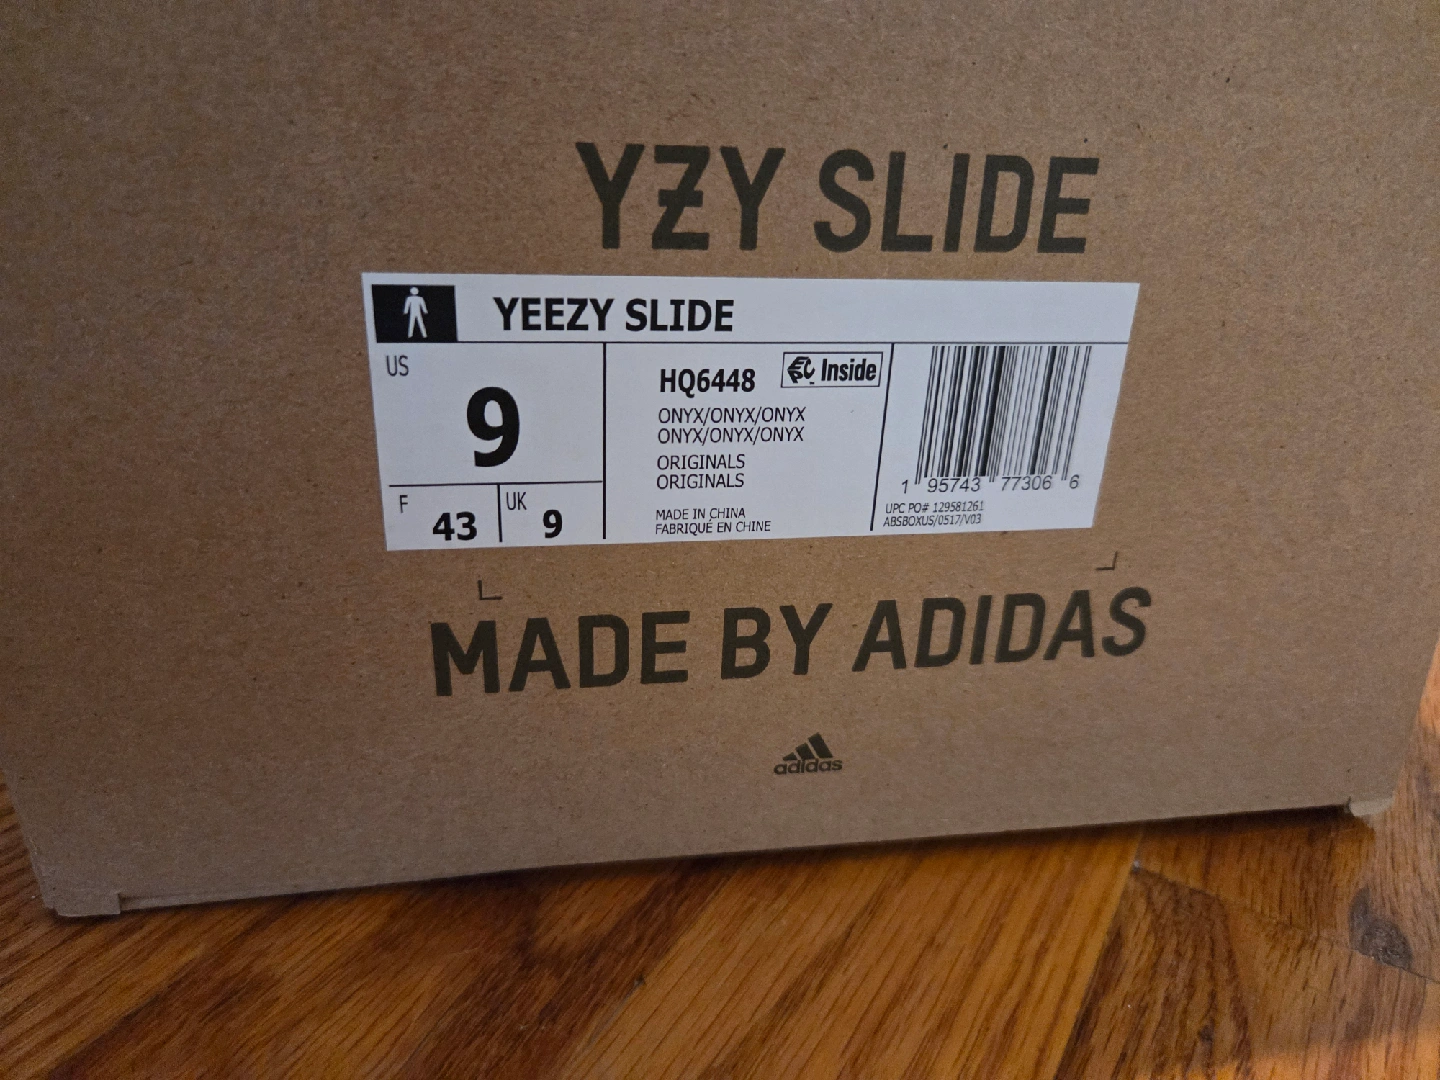 YZY SLIDE
YEEZY SLIDE
US
9
F
43
UK
9
HQ6448
Inside
ONYX/ONYX/ONYX
ONYX/ONYX/ONYX
ORIGINALS
ORIGINALS
MADE IN CHINA
FABRIQUÉ EN CHINE
1 95743 77306 6
UPC PO# 129581261
ABSBOXUS/0517/V03
MADE BY ADIDAS
adidas